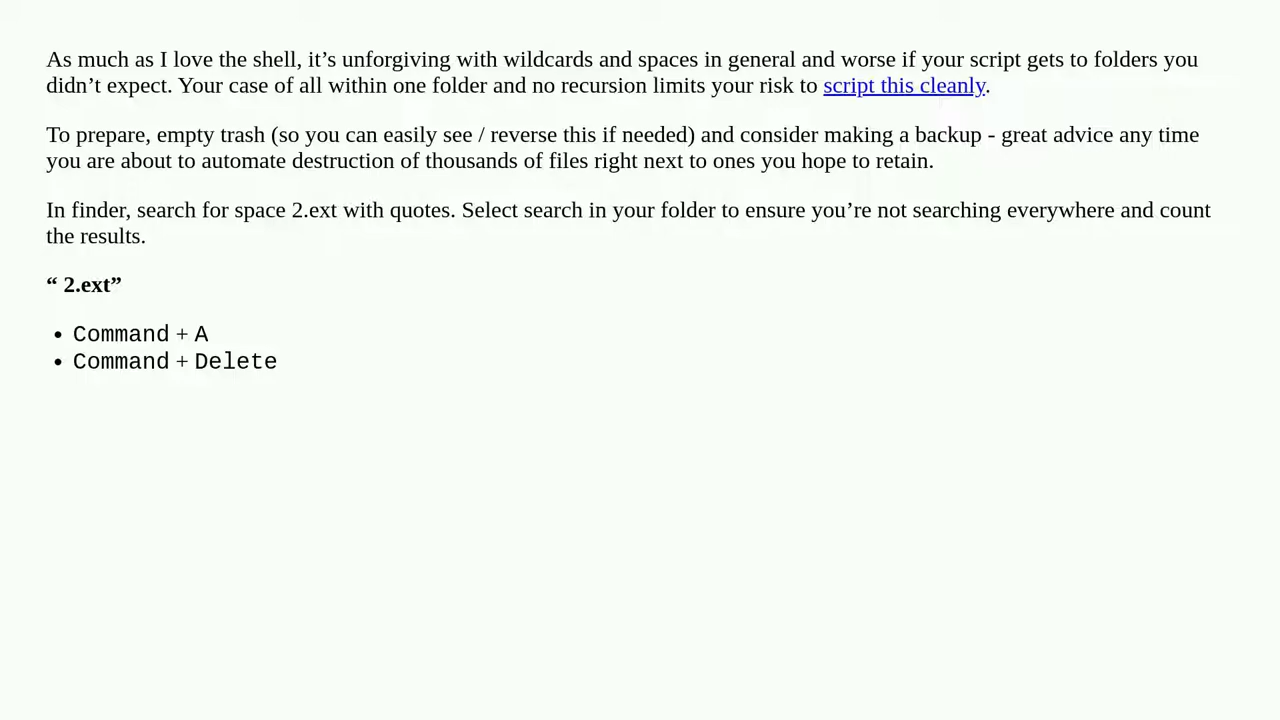 As much as I love the shell, it’s unforgiving with wildcards and spaces in general and worse if your script gets to folders you
didn’t expect. Your case of all within one folder and no recursion limits your risk to script this cleanly.
To prepare, empty trash (so you can easily see / reverse this if needed) and consider making a backup - great advice any time
you are about to automate destruction of thousands of files right next to ones you hope to retain.
In finder, search for space 2.ext with quotes. Select search in your folder to ensure you’re not searching everywhere and count
the results.
“ 2.ext”
• Command + A
• Command + Delete